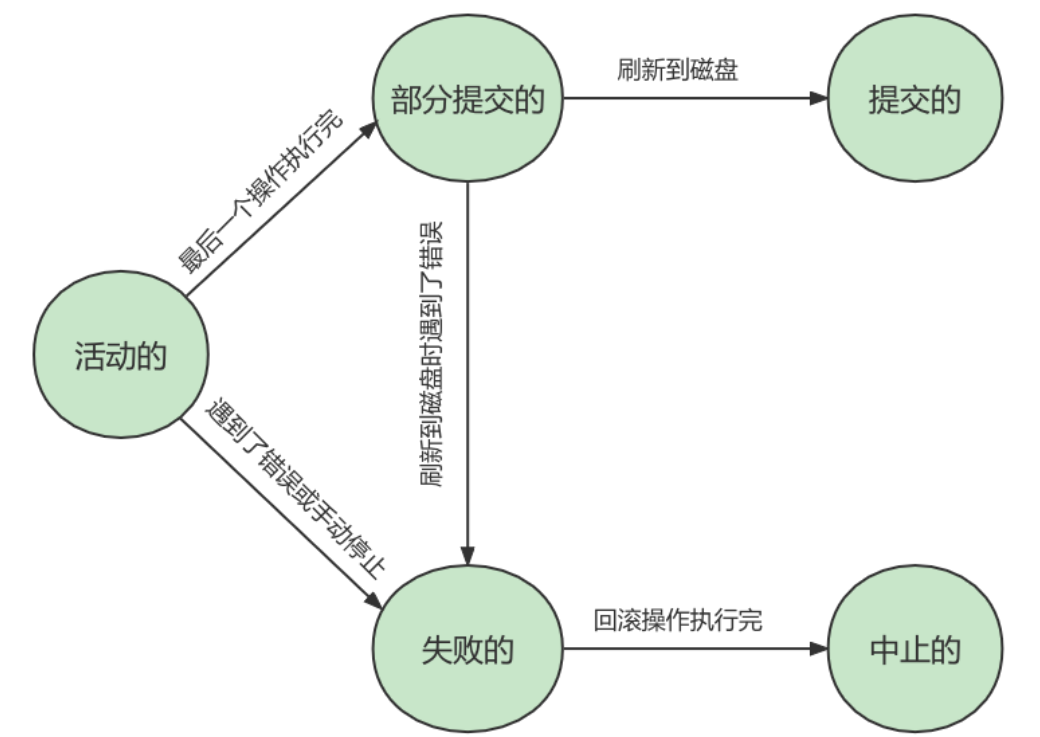 部分提交的
刷新到磁盘
提交的
最后一个操作执行完
刷新到磁盘时遇到了错误
活动的
遇到了错误或手动停止
失败的
回滚操作执行完
中止的